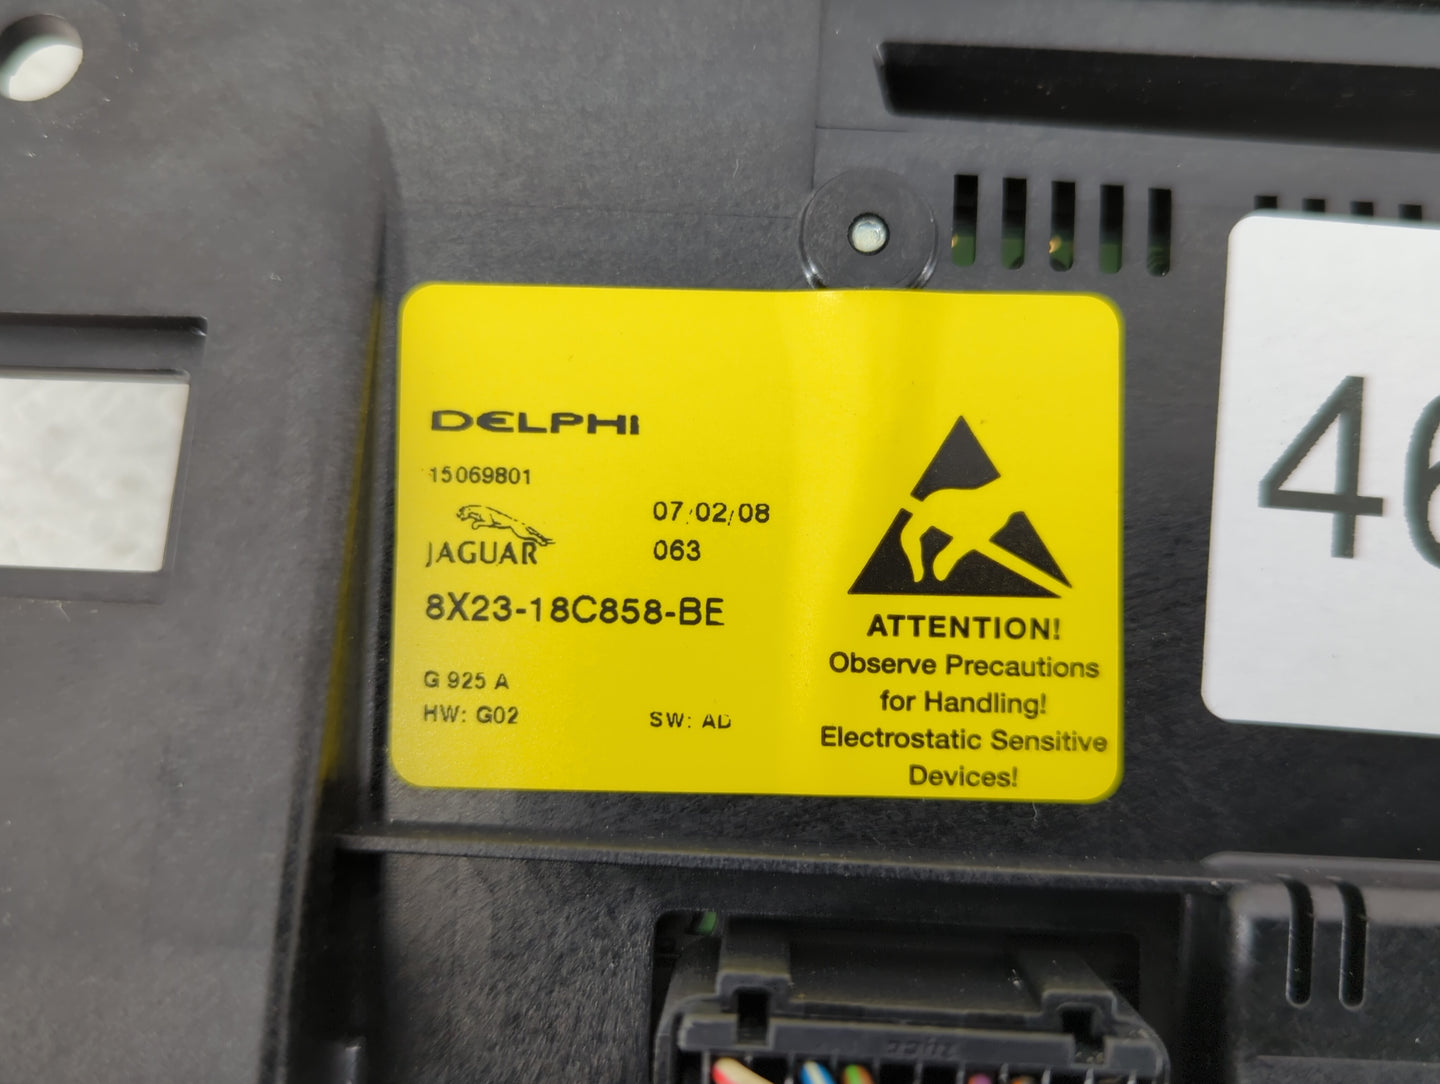 DELPHI
15069801
JAGUAR
07/02/08
063
8X23-18C858-BE
G 925 A
HW: G02
SW: AD
ATTENTION!
Observe Precautions
for Handling!
Electrostatic Sensitive
Devices!
4